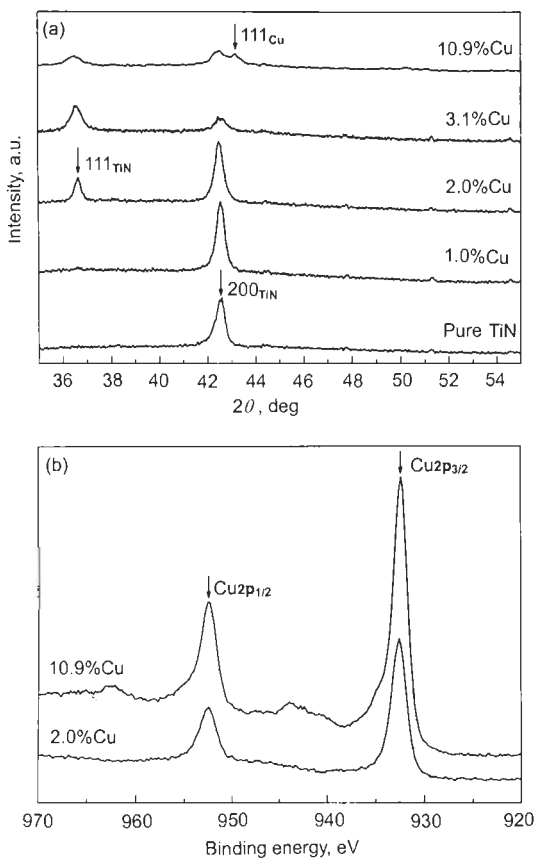 (a)
111Cu
10.9%Cu
3.1%Cu
111TiN
2.0%Cu
1.0%Cu
200TiN
Pure TiN
Intensity, a.u.
36 38 40 42 44 46 48 50 52 54
2θ, deg
(b)
Cu2p3/2
Cu2p1/2
10.9%Cu
2.0%Cu
970 960 950 940 930 920
Binding energy, eV